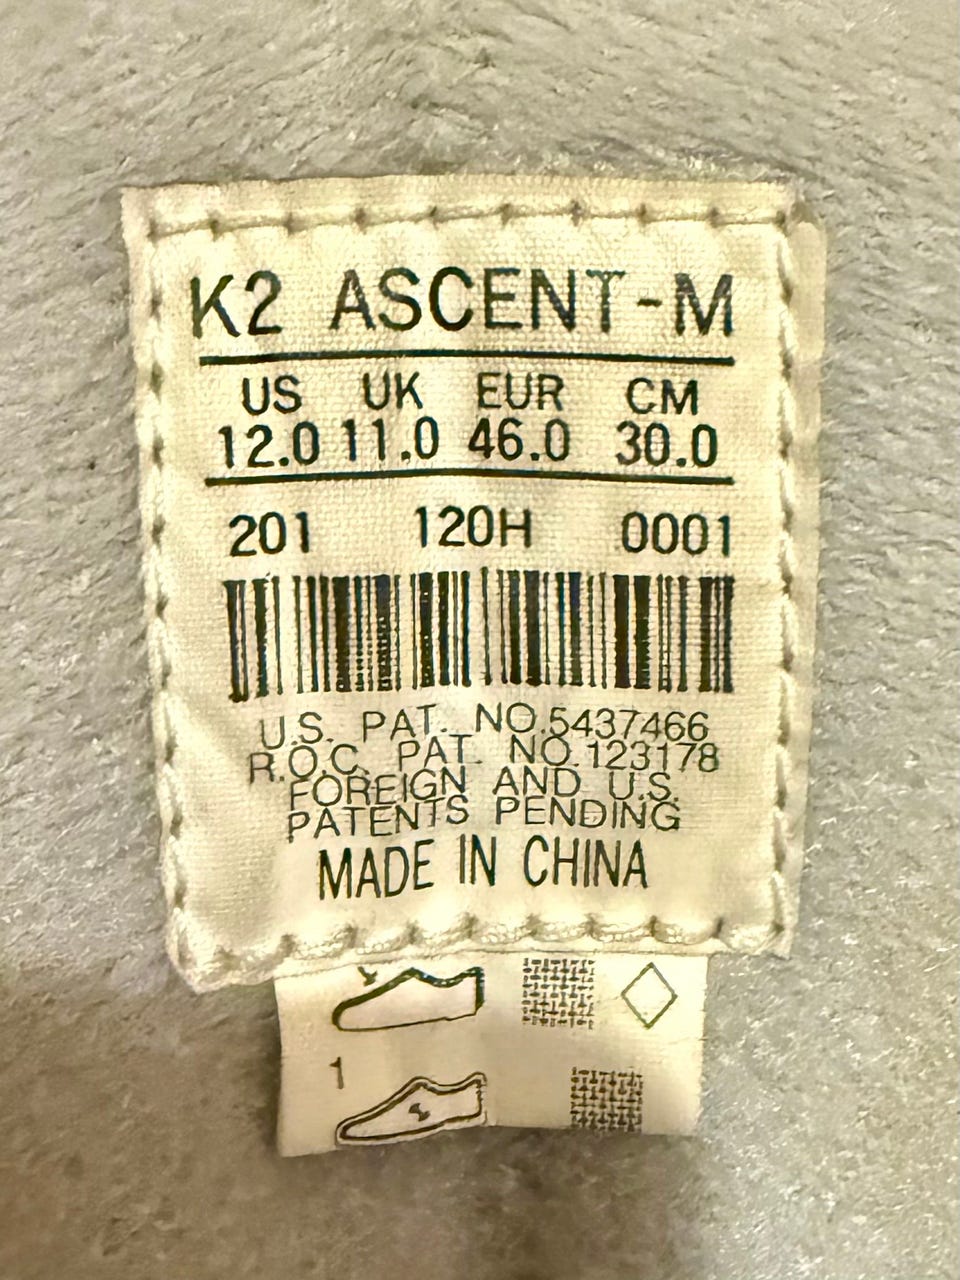 K2 ASCENT-M
US UK EUR CM
12.0 11.0 46.0 30.0
201 120H 0001
U.S. PAT. NO.5437466
R.O.C. PAT. NO.123178
FOREIGN AND U.S.
PATENTS PENDING
MADE IN CHINA
1